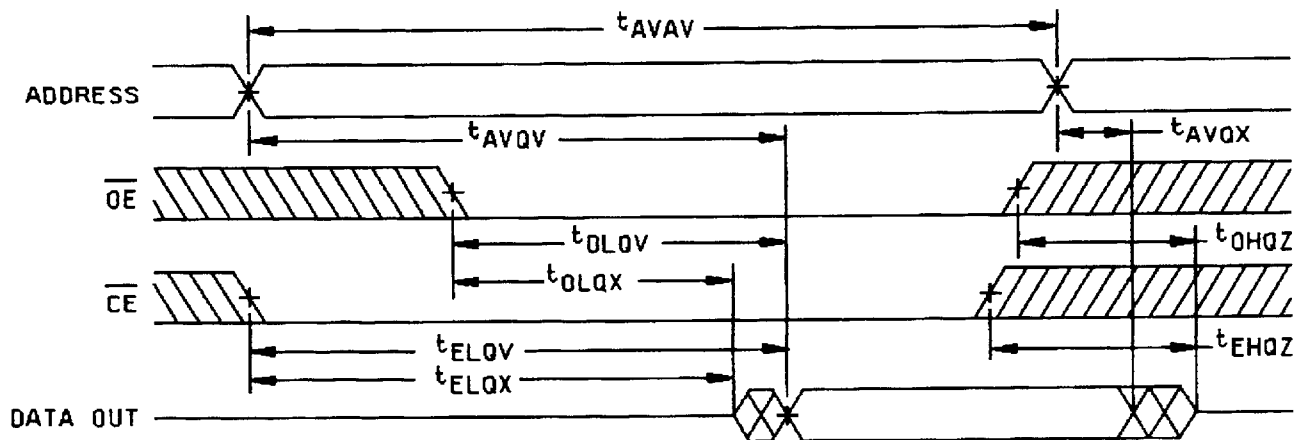 tAVAV
ADDRESS
tAVQV
tAVQX
OE
tOLQV
tOHQZ
tOLQX
CE
tELQV
tEHQZ
tELQX
DATA OUT